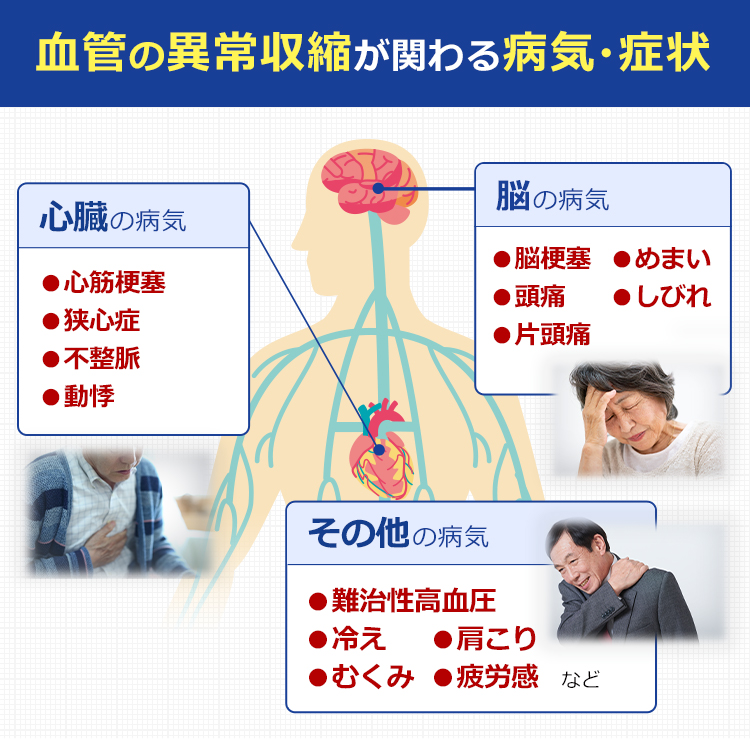 血管の異常収縮が関わる病気・症状
心臓の病気
●心筋梗塞
●狭心症
●不整脈
●動悸
脳の病気
●脳梗塞 ●めまい
●頭痛 ●しびれ
●片頭痛
その他の病気
●難治性高血圧
●冷え ●肩こり
●むくみ ●疲労感 など